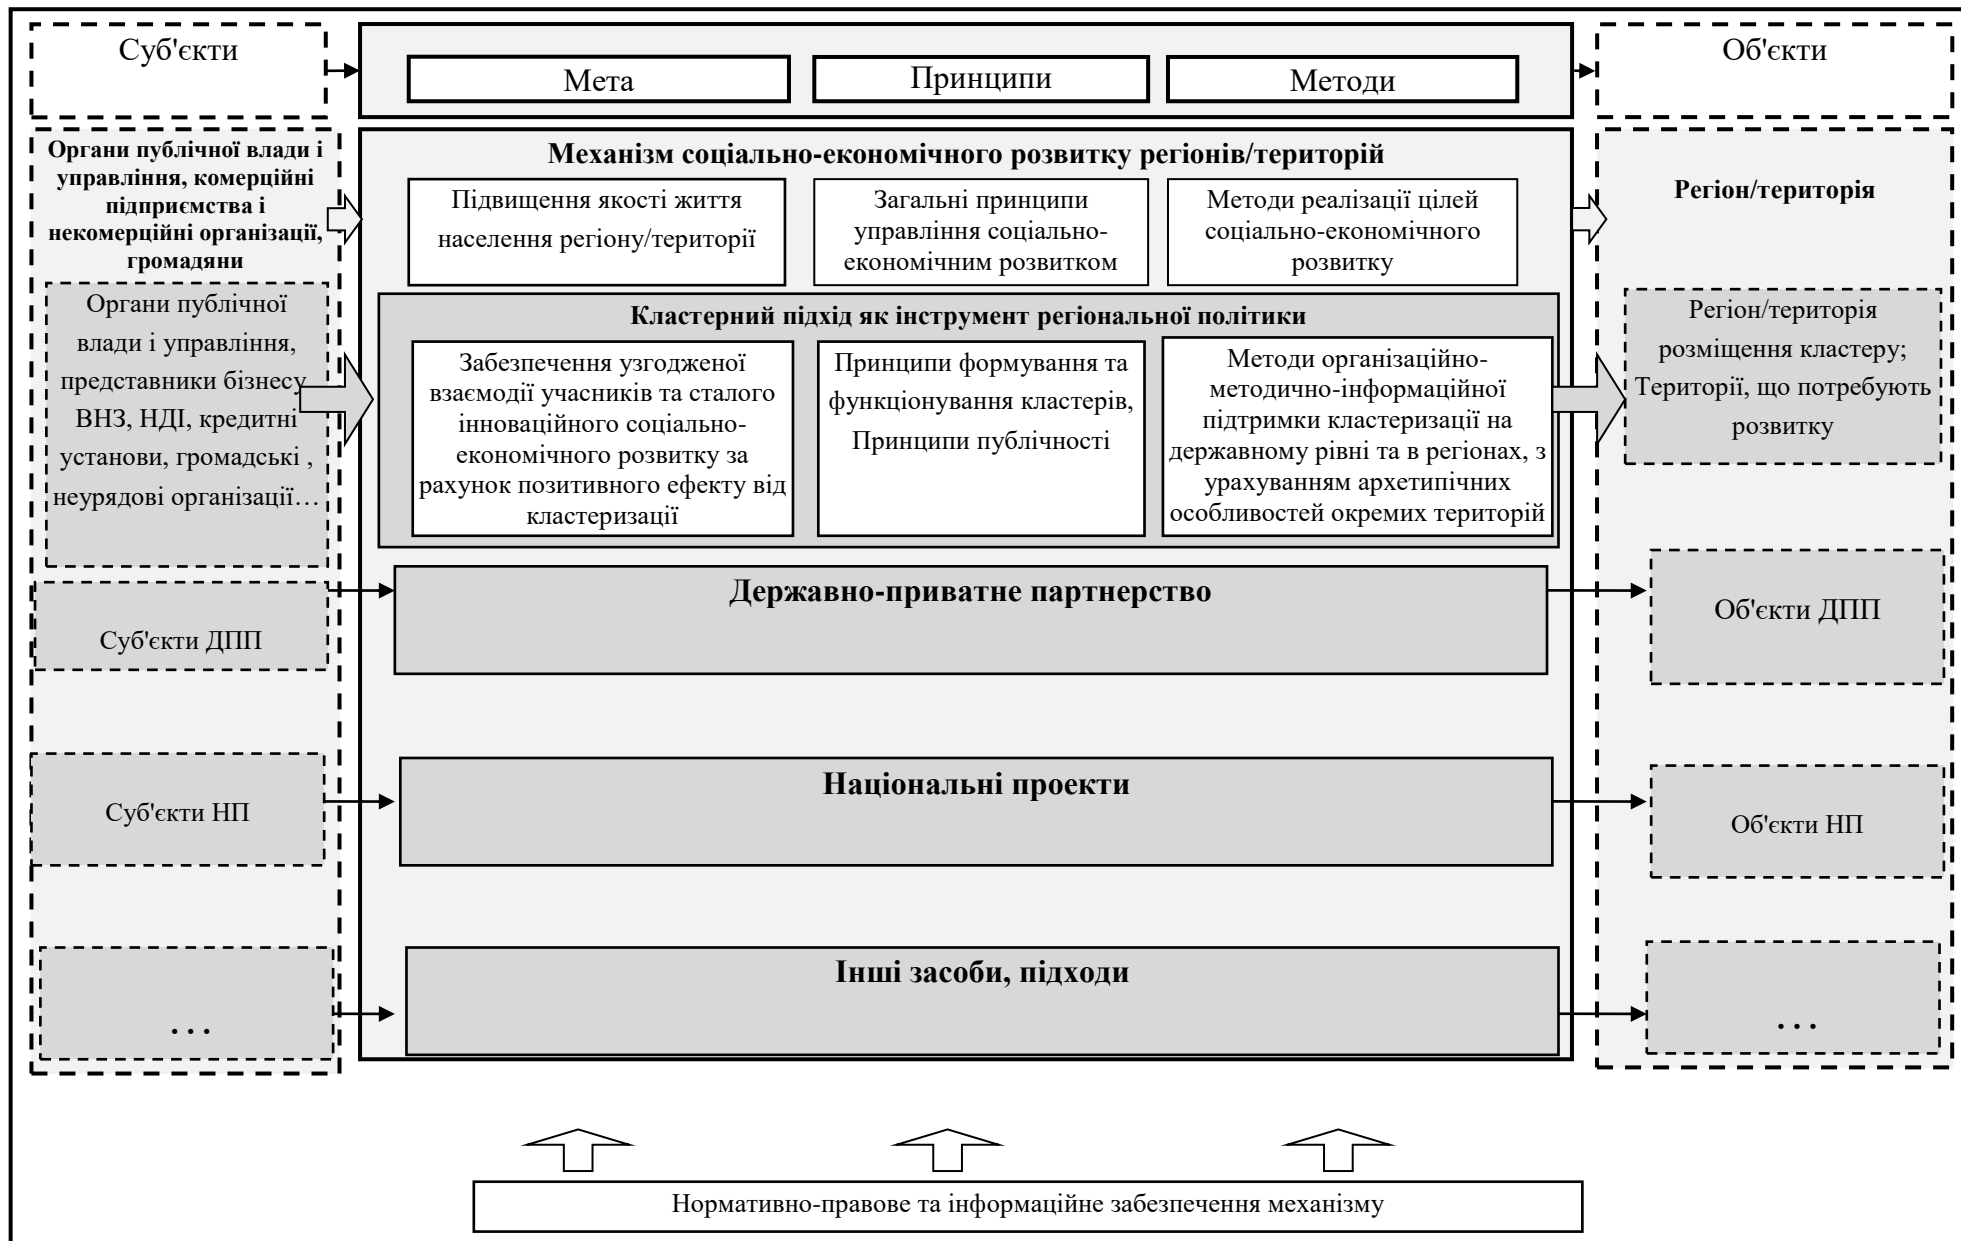 Суб'єкти
Мета
Принципи
Методи
Об'єкти
Органи публічної влади і
управління, комерційні
підприємства і
некомерційні організації,
громадяни
Механізм соціально-економічного розвитку регіонів/територій
Підвищення якості життя
населення регіону/території
Загальні принципи
управління соціально-
економічним розвитком
Методи реалізації цілей
соціально-економічного
розвитку
Регіон/територія
Органи публічної
влади і управління,
представники бізнесу
ВНЗ, НДІ, кредитні
установи, громадські ,
неурядові організації…
Кластерний підхід як інструмент регіональної політики
Забезпечення узгодженої
взаємодії учасників та сталого
інноваційного соціально-
економічного розвитку за
рахунок позитивного ефекту від
кластеризації
Принципи формування та
функціонування кластерів,
Принципи публічності
Методи організаційно-
методично-інформаційної
підтримки кластеризації на
державному рівні та в регіонах, з
урахуванням архетипічних
особливостей окремих територій
Регіон/територія
розміщення кластеру;
Території, що потребують
розвитку
Суб'єкти ДПП
Державно-приватне партнерство
Об'єкти ДПП
Суб'єкти НП
Національні проекти
Об'єкти НП
…
Інші засоби, підходи
…
Нормативно-правове та інформаційне забезпечення механізму